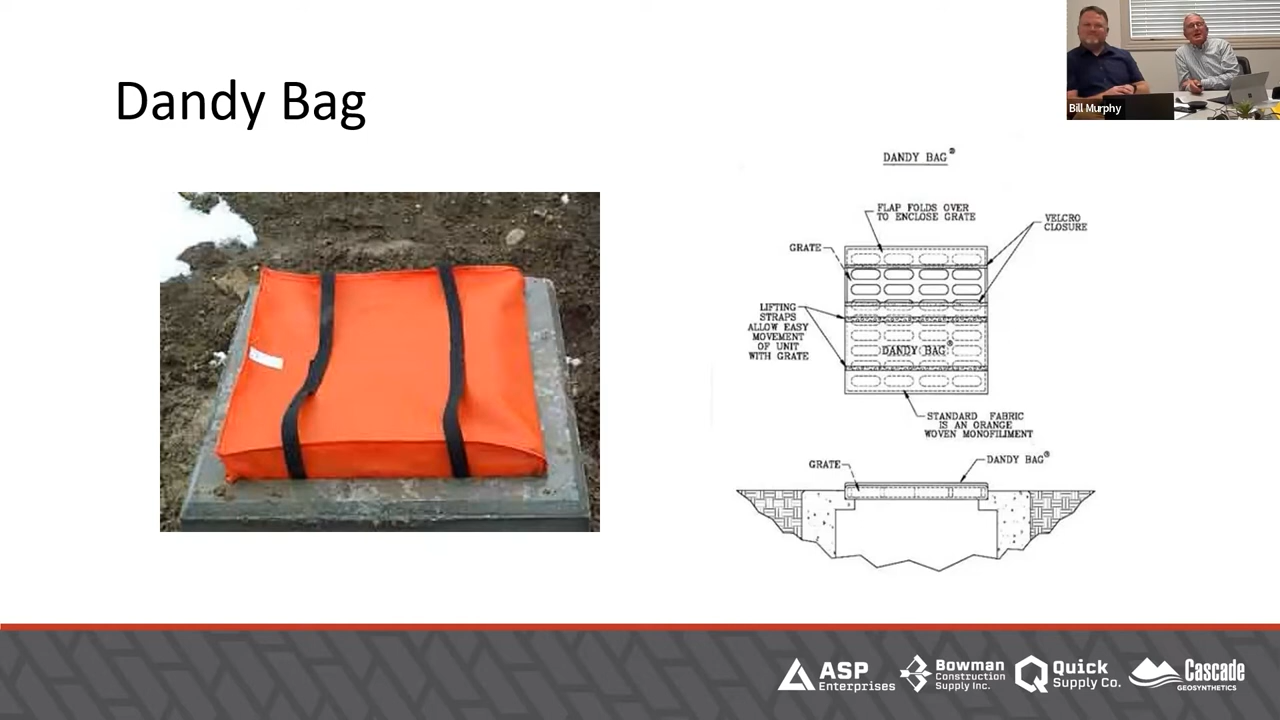 Dandy Bag
Bill Murphy
DANDY BAG®
FLAP FOLDS OVER
TO ENCLOSE GRATE
VELCRO
CLOSURE
GRATE
LIFTING
STRAPS
ALLOW EASY
MOVEMENT
OF UNIT
WITH GRATE
DANDY BAG®
STANDARD FABRIC
IS AN ORANGE
WOVEN MONOFILIMENT
GRATE
DANDY BAG®
ASP
Enterprises
Bowman
Construction
Supply Inc.
Quick
Supply Co.
Cascade
GEOSYNTHETICS